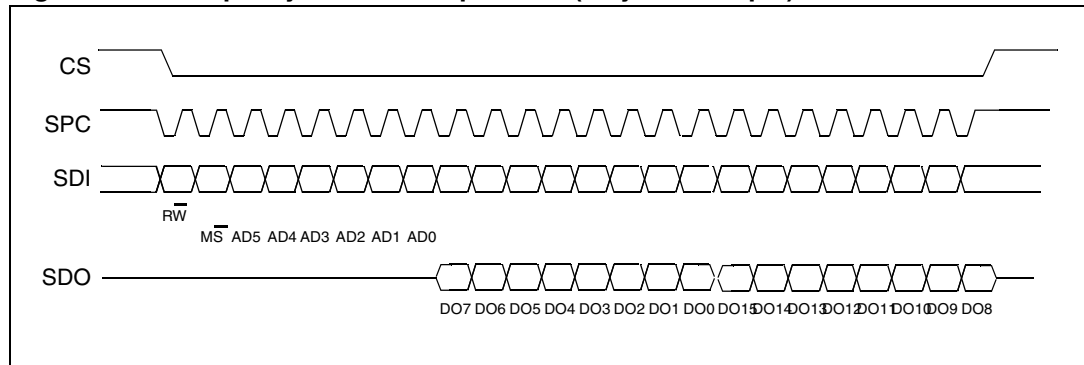 CS
SPC
SDI
RW
MS AD5 AD4 AD3 AD2 AD1 AD0
SDO
DO7 DO6 DO5 DO4 DO3 DO2 DO1 DO0 DO15 DO14 DO13 DO12 DO11 DO10 DO9 DO8